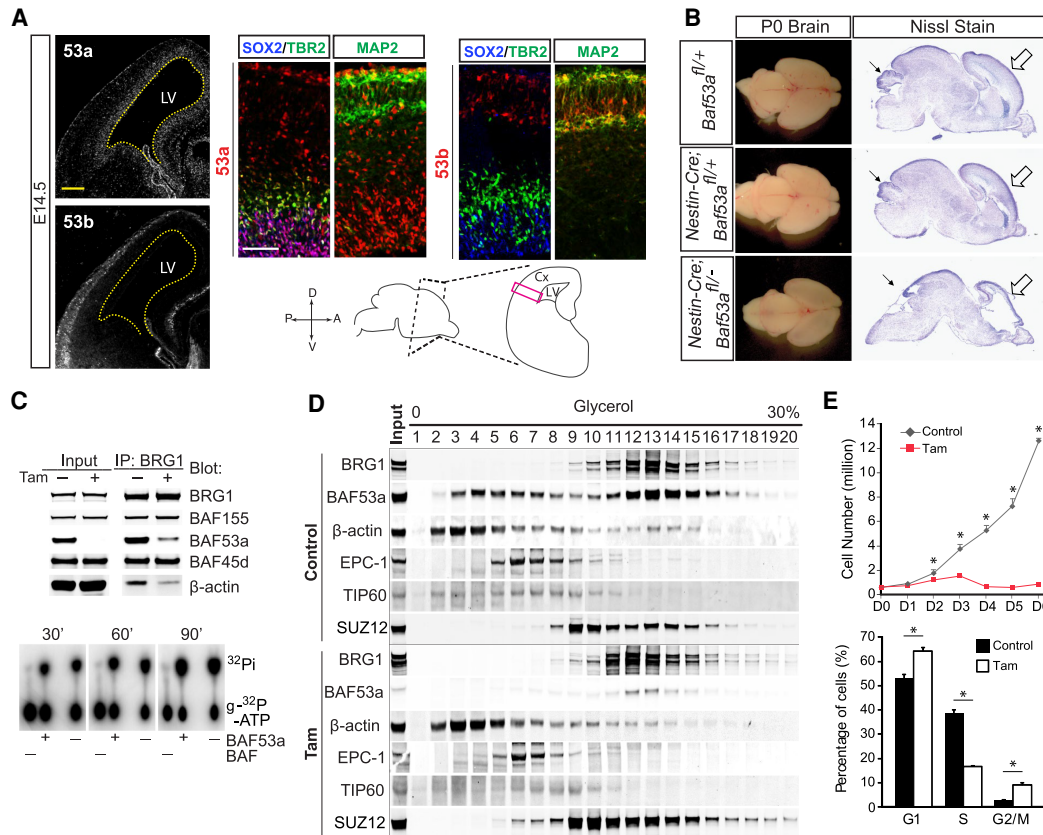 A
E14.5
53a
LV
53b
LV
SOX2/TBR2
MAP2
53a
SOX2/TBR2
MAP2
53b
D
P
A
V
Cx
LV
B
P0 Brain
Nissl Stain
Baf53a fl/+
Nestin-Cre;
Baf53a fl/+
Nestin-Cre;
Baf53a fl/-
C
Input
IP: BRG1
Blot:
Tam − + − +
BRG1
BAF155
BAF53a
BAF45d
β-actin
30' 60' 90'
32Pi
g-32P
-ATP
+ − + − + − BAF53a
− − − BAF
D
Glycerol
0 30%
Input 1 2 3 4 5 6 7 8 9 10 11 12 13 14 15 16 17 18 19 20
Control
BRG1
BAF53a
β-actin
EPC-1
TIP60
SUZ12
Tam
BRG1
BAF53a
β-actin
EPC-1
TIP60
SUZ12
E
Cell Number (million)
14
12
10
8
6
4
2
0
Control
Tam
* * * * *
D0 D1 D2 D3 D4 D5 D6
Percentage of cells (%)
80
70
60
50
40
30
20
10
0
Control
Tam
* * *
G1 S G2/M